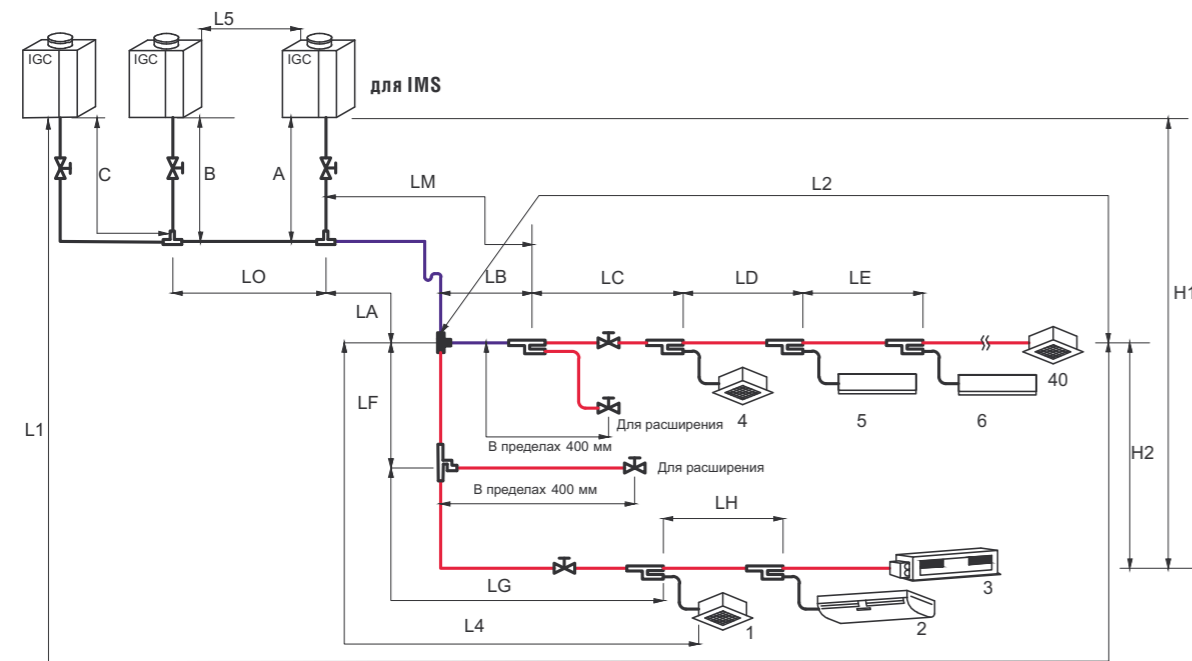 L5
IGC
IGC
IGC
для IMS
C
B
A
LM
L2
LO
LA
LB
LC
LD
LE
H1
40
4
5
6
L1
LF
Для расширения
В пределах 400 мм
H2
Для расширения
В пределах 400 мм
LH
LG
3
L4
1
2